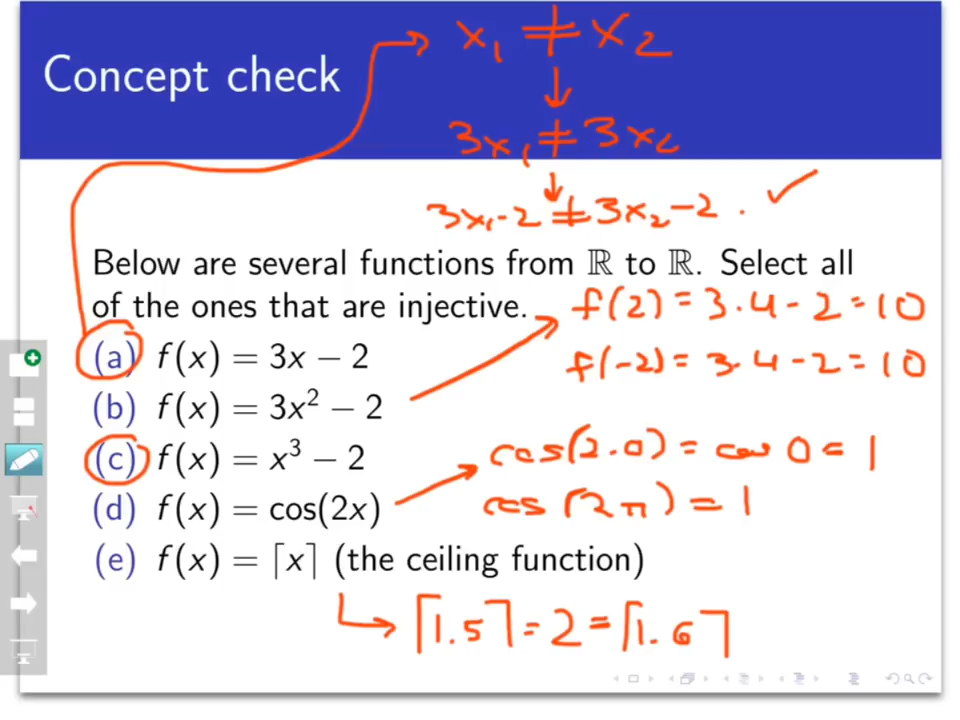 x₁ ≠ x₂
Concept check
↓
3x₁ ≠ 3x₂
↓
3x₁-2 ≠ 3x₂-2 . ✓
Below are several functions from ℝ to ℝ. Select all
of the ones that are injective.
f(2) = 3·4-2 = 10
(a) f(x) = 3x − 2
f(-2) = 3·4-2 = 10
(b) f(x) = 3x² − 2
(c) f(x) = x³ − 2
cos(2·0) = cos 0 = 1
(d) f(x) = cos(2x)
cos(2π) = 1
(e) f(x) = ⌈x⌉ (the ceiling function)
⌈1.5⌉ = 2 = ⌈1.6⌉